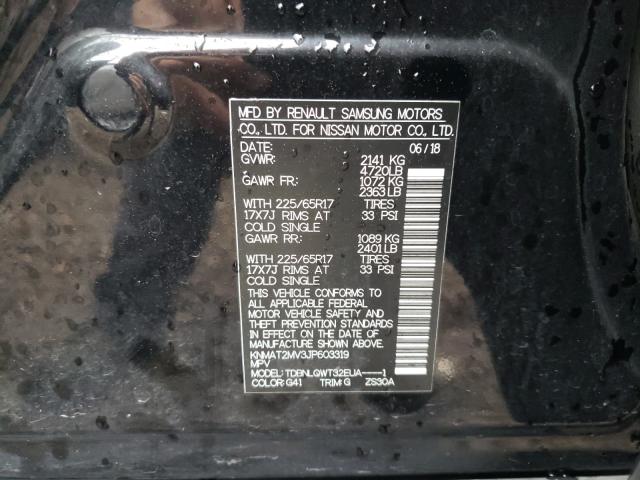 MFD BY RENAULT SAMSUNG MOTORS
CO., LTD. FOR NISSAN MOTOR CO., LTD.
DATE: 06/18
GVWR: 2141 KG
4720LB
GAWR FR: 1072 KG
2363 LB
WITH 225/65R17 TIRES
17X7J RIMS AT 33 PSI
COLD SINGLE
GAWR RR: 1089 KG
2401 LB
WITH 225/65R17 TIRES
17X7J RIMS AT 33 PSI
COLD SINGLE
THIS VEHICLE CONFORMS TO
ALL APPLICABLE FEDERAL
MOTOR VEHICLE SAFETY AND
THEFT PREVENTION STANDARDS
IN EFFECT ON THE DATE OF
MANUFACTURE SHOWN ABOVE.
KNMAT2MV3JP603319
MPV
MODEL: TDBNLQWT32EUA----1
COLOR: G41 TRIM:G ZS30A